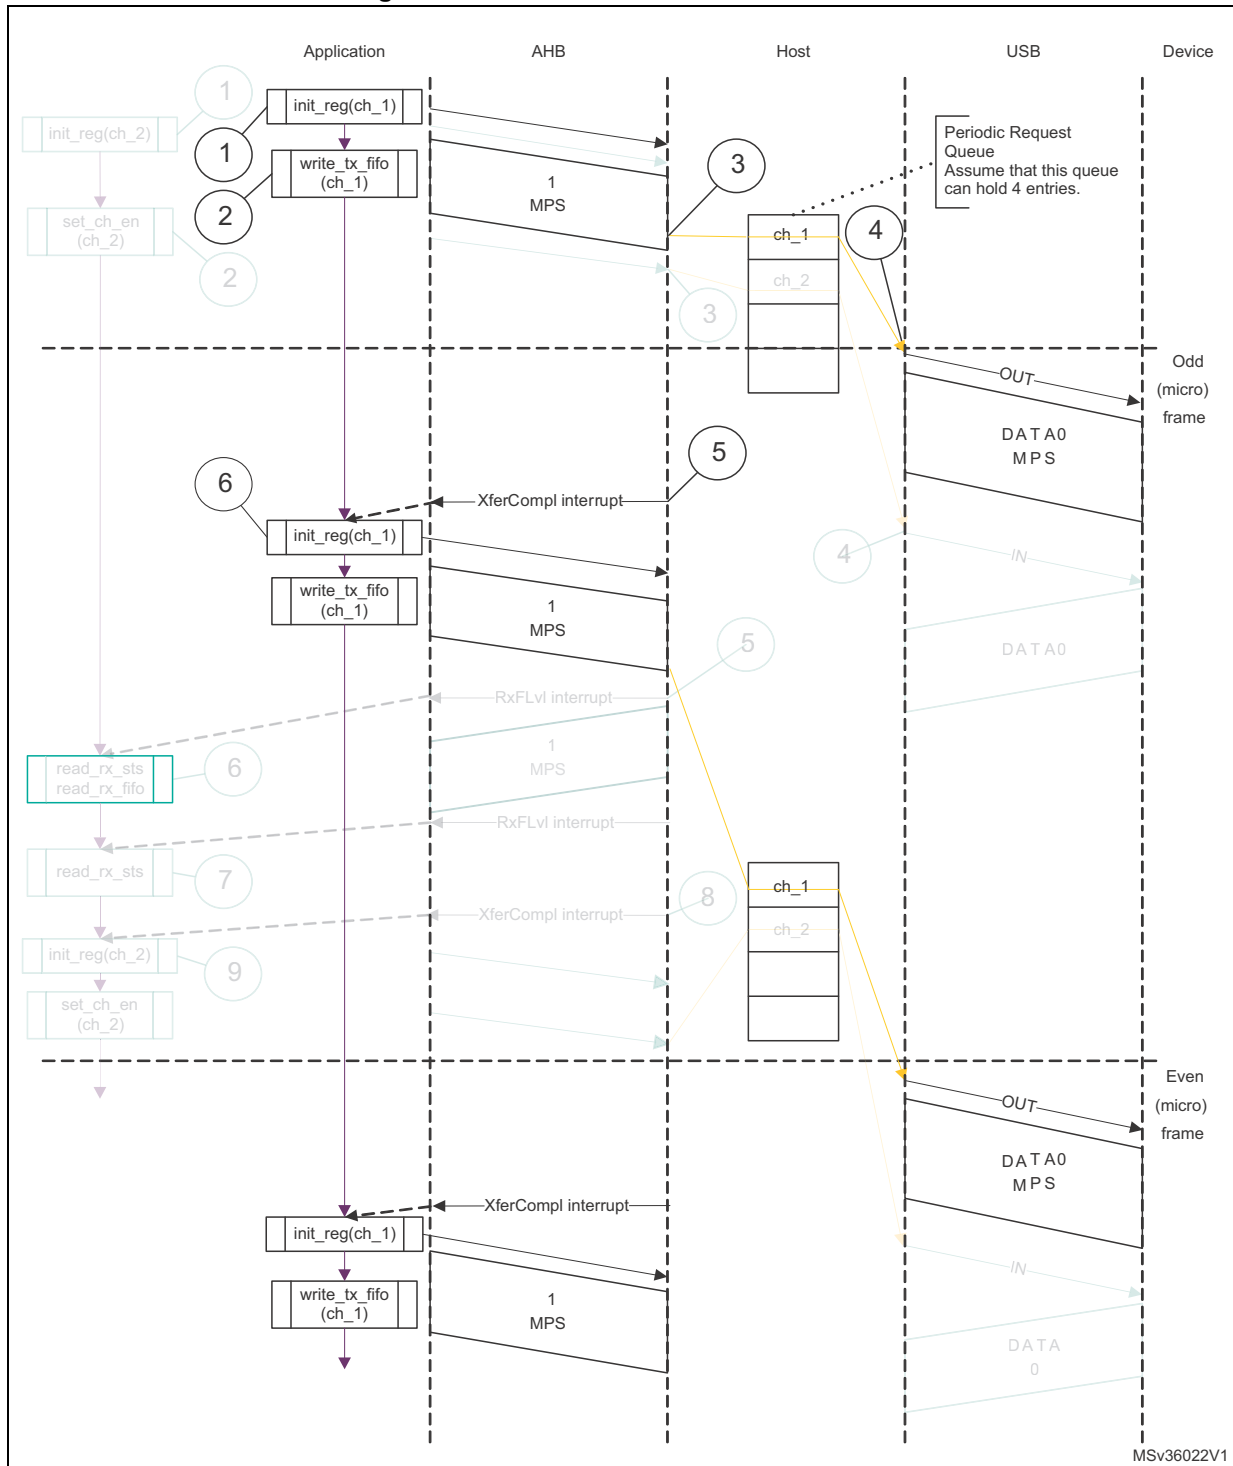 Application
AHB
Host
USB
Device
init_reg(ch_2)
1
init_reg(ch_1)
1
write_tx_fifo
(ch_1)
2
set_ch_en
(ch_2)
2
1
MPS
3
Periodic Request
Queue
Assume that this queue
can hold 4 entries.
ch_1
4
ch_2
3
Odd
(micro)
frame
OUT
DATA0
MPS
5
6
XferCompl interrupt
init_reg(ch_1)
write_tx_fifo
(ch_1)
4
IN
1
MPS
5
DATA0
RxFLvl interrupt
read_rx_sts
read_rx_fifo
6
1
MPS
RxFLvl interrupt
read_rx_sts
7
ch_1
8
XferCompl interrupt
ch_2
init_reg(ch_2)
9
set_ch_en
(ch_2)
Even
(micro)
frame
OUT
DATA0
MPS
XferCompl interrupt
init_reg(ch_1)
write_tx_fifo
(ch_1)
1
MPS
IN
DATA
0
MSv36022V1